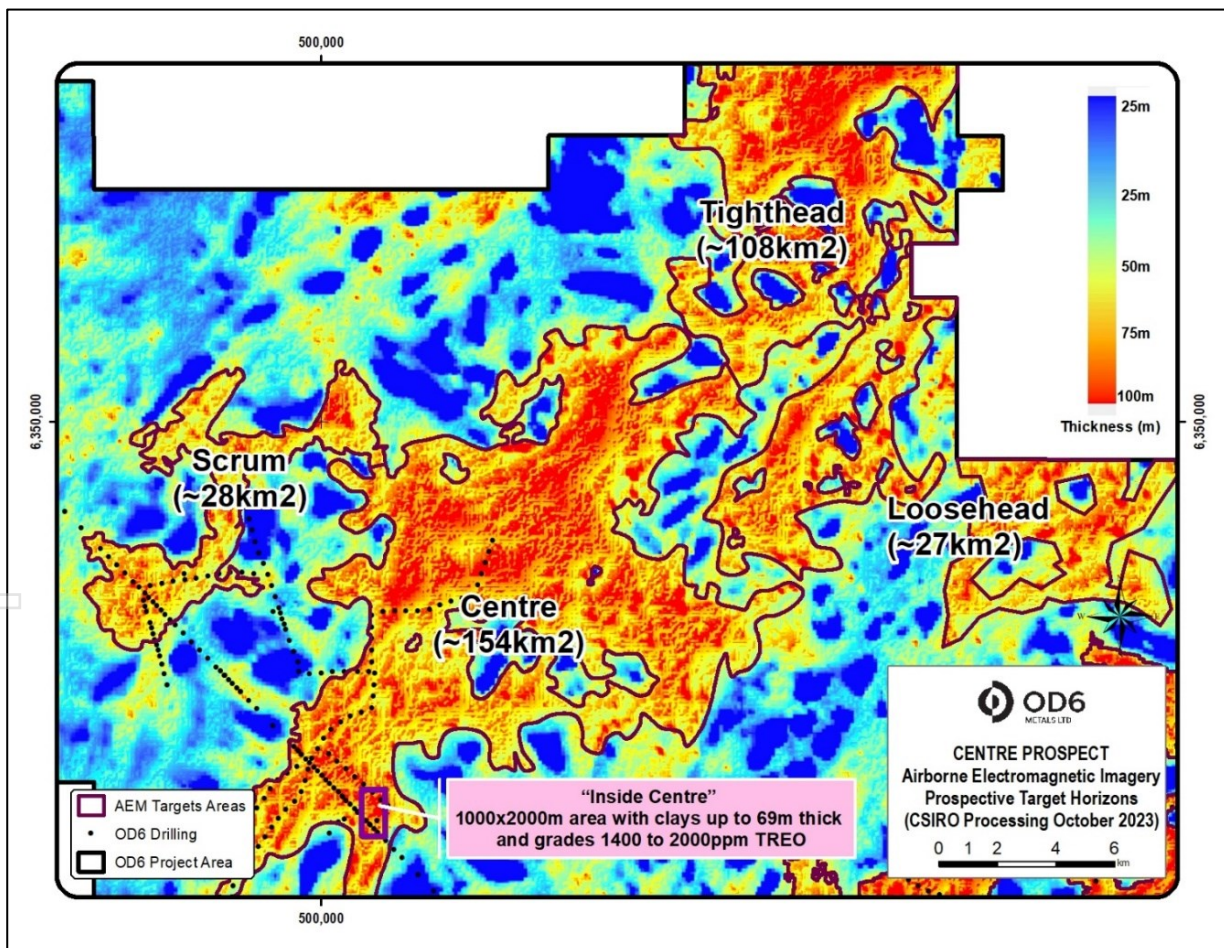 500,000
25m
25m
50m
75m
100m
Thickness (m)
6,350,000
6,350,000
Tighthead
(~108km2)
Scrum
(~28km2)
Loosehead
(~27km2)
Centre
(~154km2)
W
OD6
METALS LTD
CENTRE PROSPECT
Airborne Electromagnetic Imagery
Prospective Target Horizons
(CSIRO Processing October 2023)
0 1 2 4 6
km
AEM Targets Areas
OD6 Drilling
OD6 Project Area
“Inside Centre”
1000x2000m area with clays up to 69m thick
and grades 1400 to 2000ppm TREO
500,000